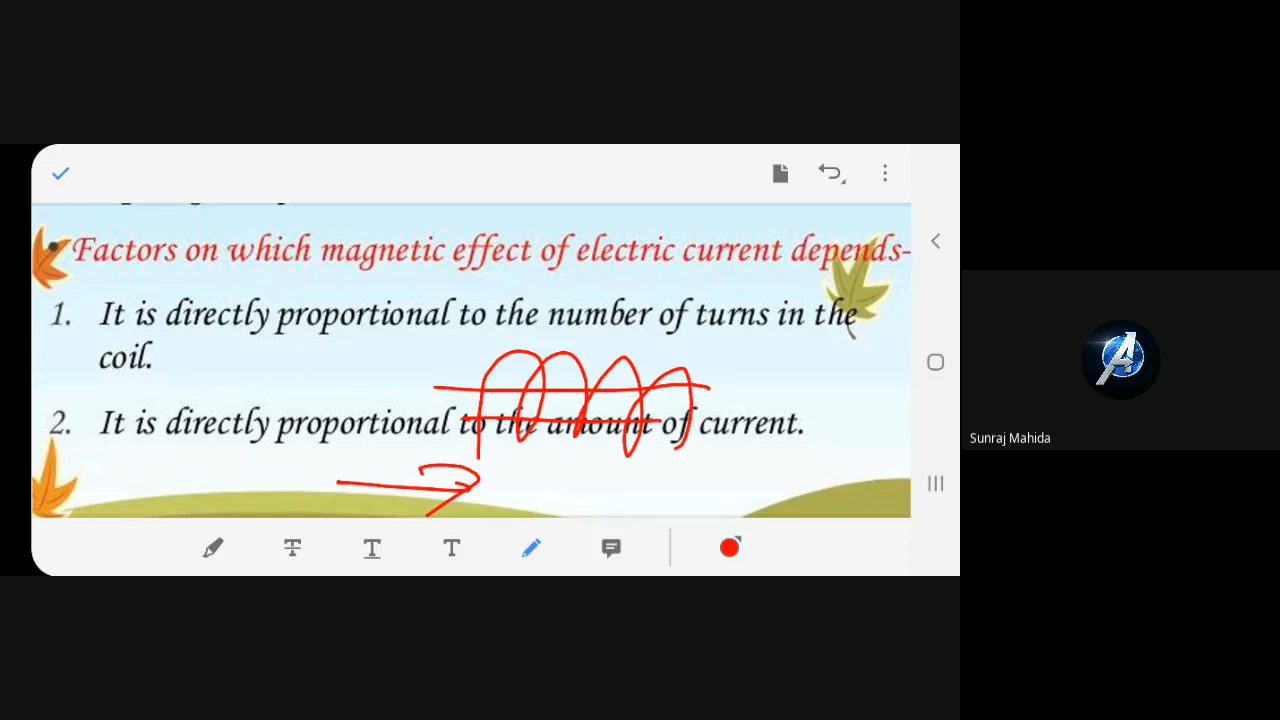 Factors on which magnetic effect of electric current depends-
1. It is directly proportional to the number of turns in the
coil.
2. It is directly proportional to the amount of current.
Sunraj Mahida